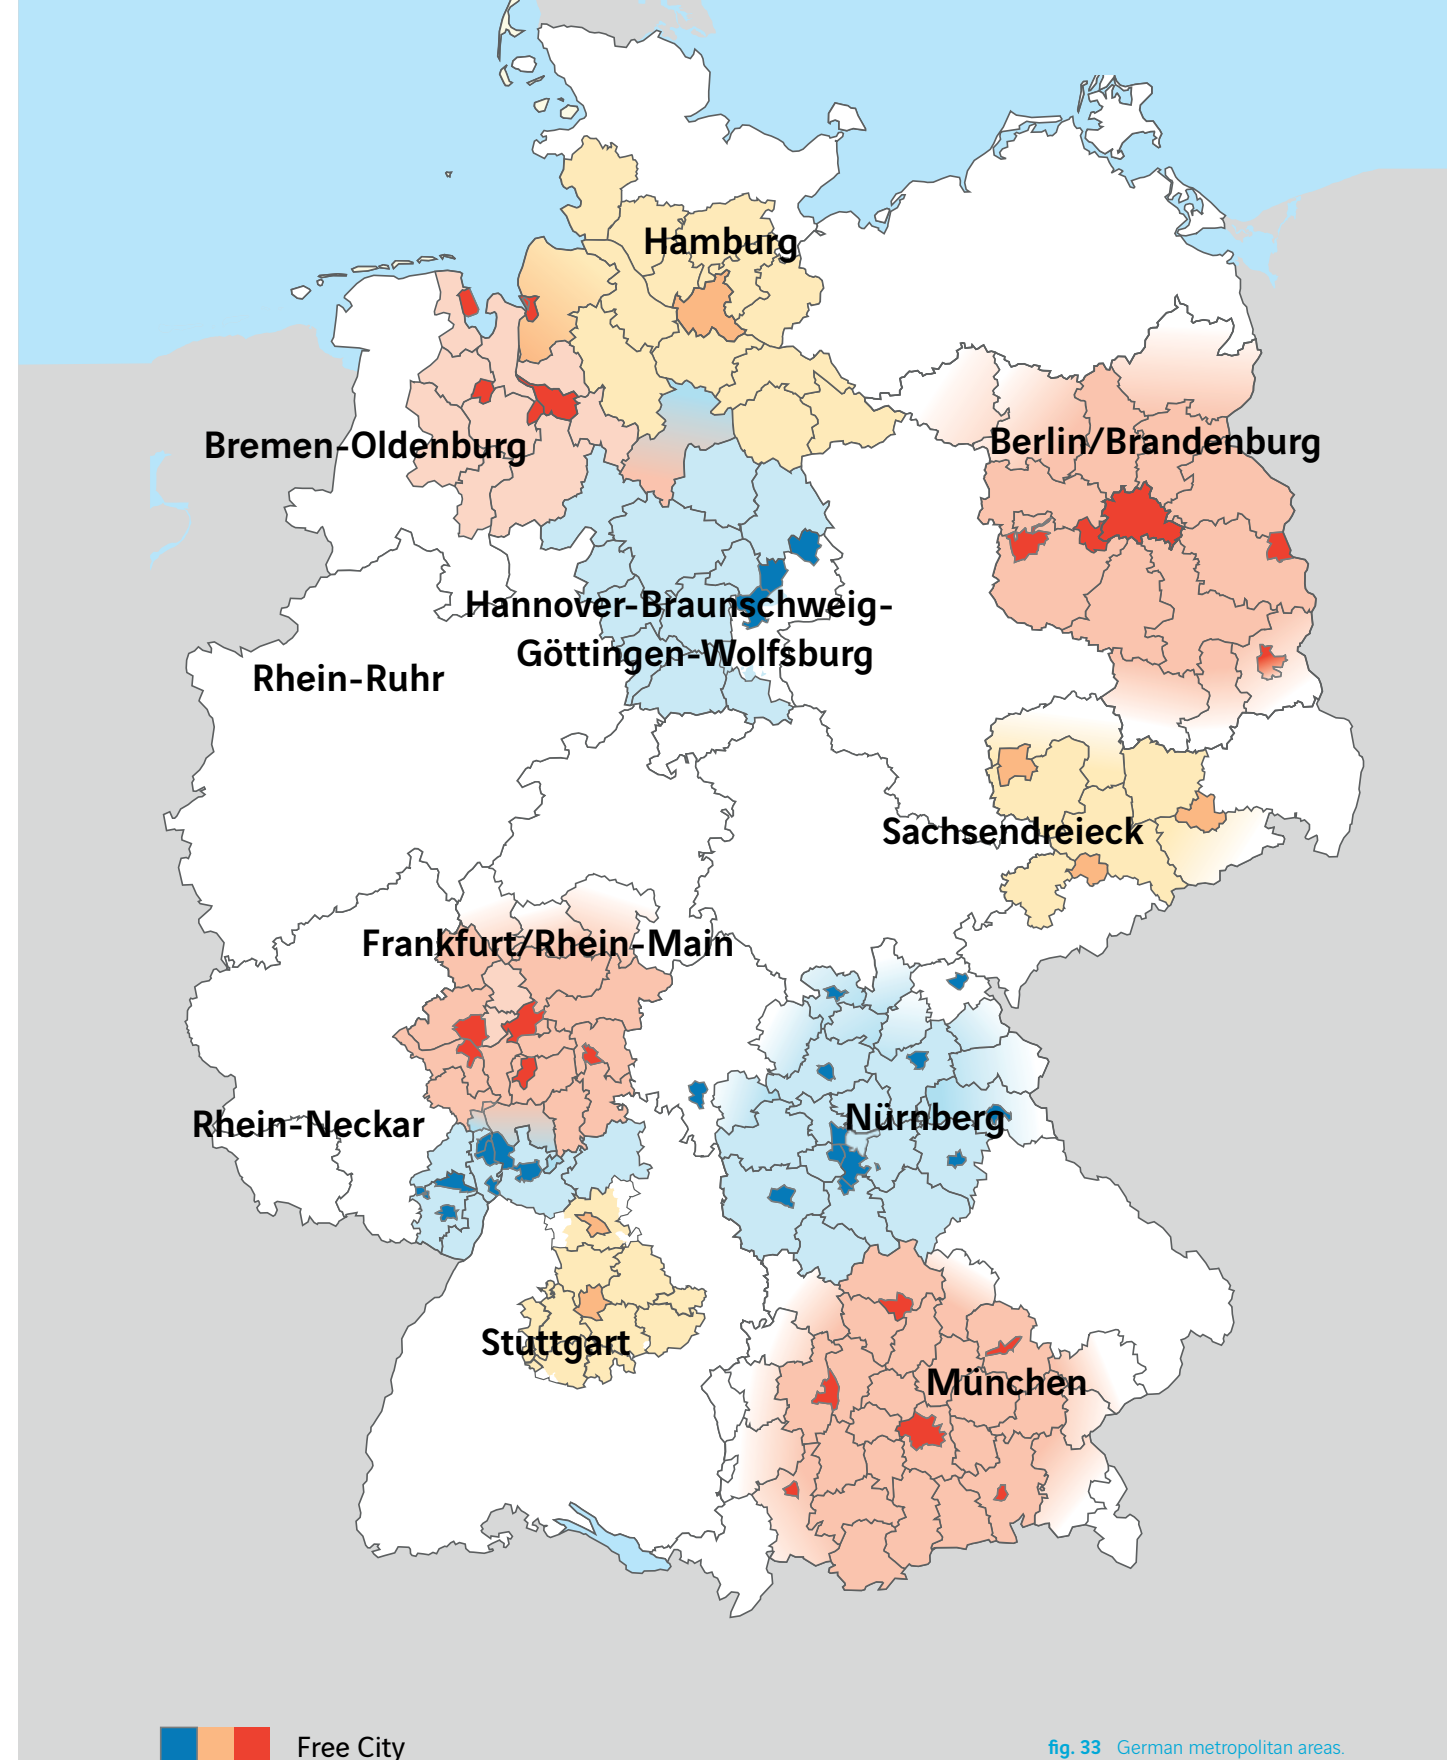 Hamburg
Bremen-Oldenburg
Berlin/Brandenburg
Hannover-Braunschweig-
Göttingen-Wolfsburg
Rhein-Ruhr
Sachsendreieck
Frankfurt/Rhein-Main
Rhein-Neckar
Nürnberg
Stuttgart
München
Free City
fig. 33 German metropolitan areas.